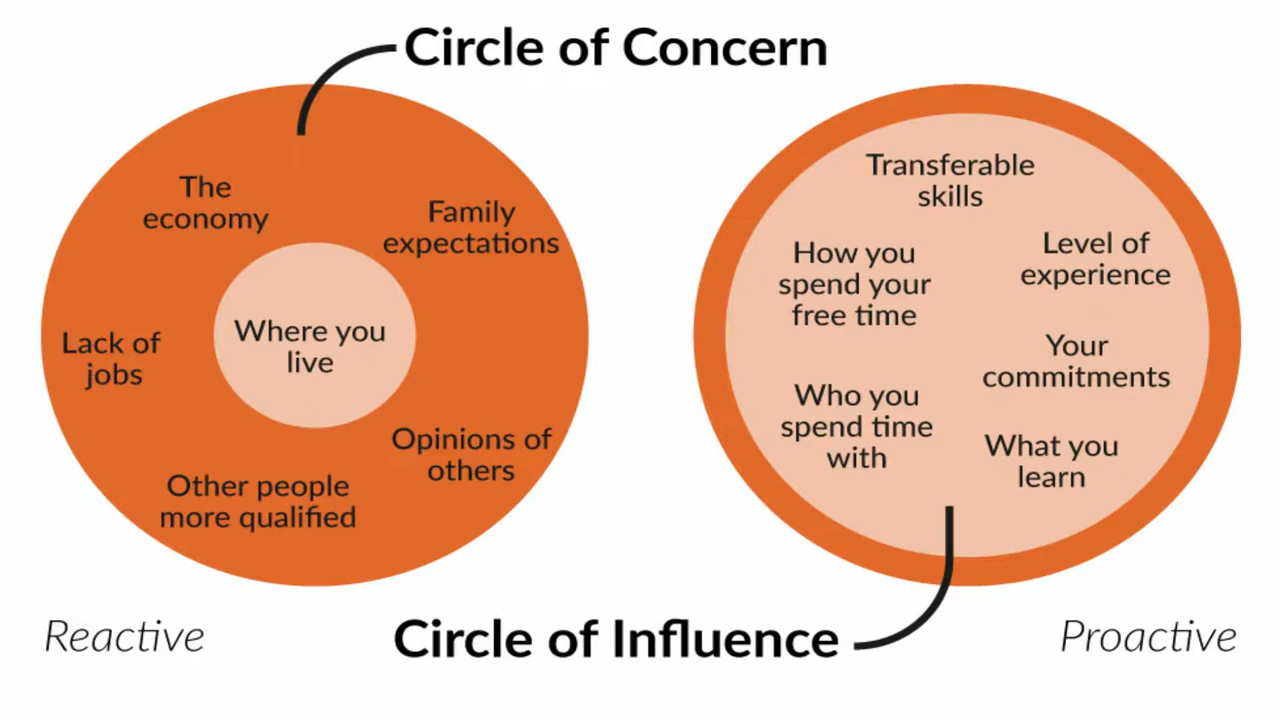 Circle of Concern
The
economy
Family
expectations
Where you
live
Lack of
jobs
Opinions of
others
Other people
more qualified
Reactive
Transferable
skills
How you
spend your
free time
Level of
experience
Your
commitments
Who you
spend time
with
What you
learn
Circle of Influence
Proactive